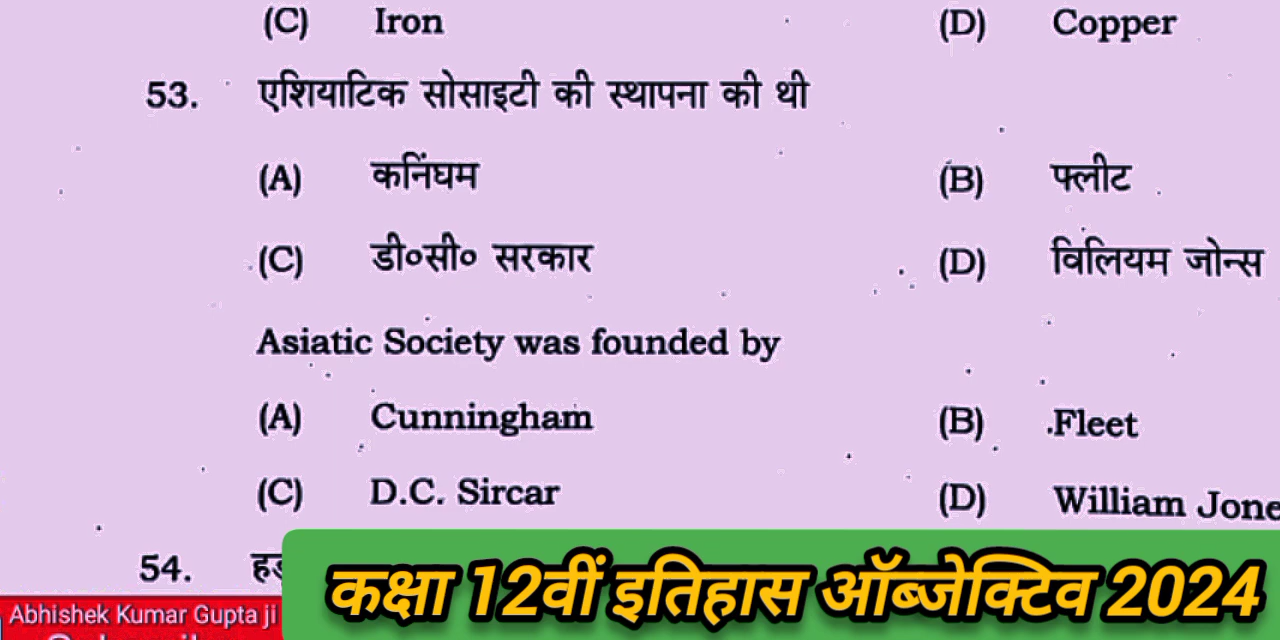 (C) Iron (D) Copper
53. एशियाटिक सोसाइटी की स्थापना की थी
(A) कनिंघम (B) फ्लीट
(C) डी०सी० सरकार (D) विलियम जोन्स
Asiatic Society was founded by
(A) Cunningham (B) Fleet
(C) D.C. Sircar (D) William Jone
54.
कक्षा 12वीं इतिहास ऑब्जेक्टिव 2024
Abhishek Kumar Gupta ji